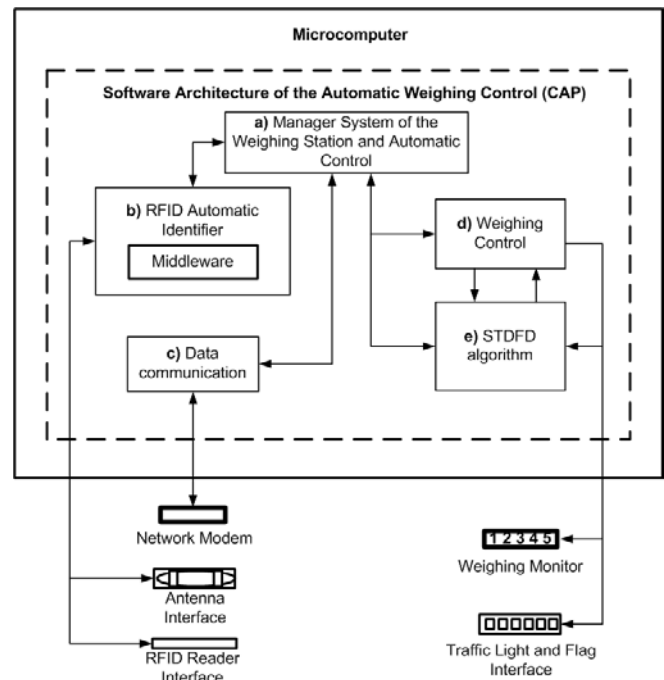 Microcomputer
Software Architecture of the Automatic Weighing Control (CAP)
a) Manager System of the
Weighing Station and Automatic
Control
b) RFID Automatic
Identifier
Middleware
d) Weighing
Control
c) Data
communication
e) STDFD
algorithm
Network Modem
1 2 3 4 5
Weighing Monitor
Antenna
Interface
RFID Reader
Interface
Traffic Light and Flag
Interface